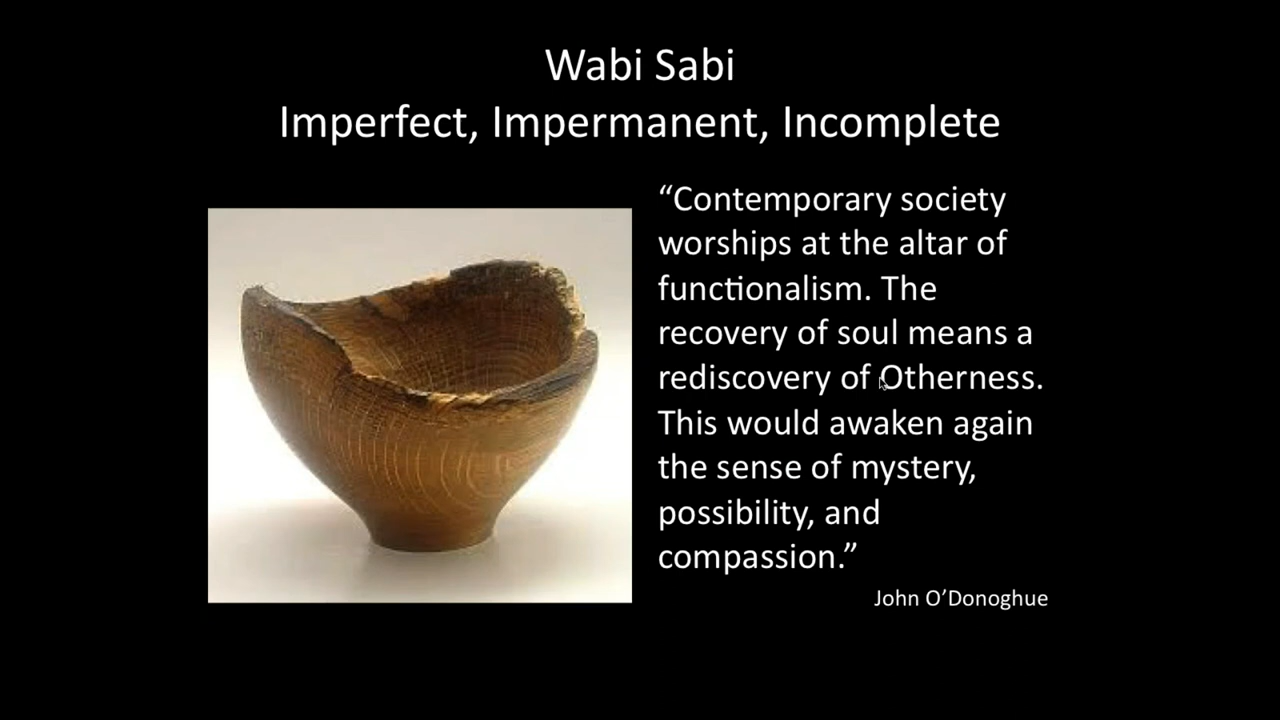 Wabi Sabi
Imperfect, Impermanent, Incomplete
“Contemporary society
worships at the altar of
functionalism. The
recovery of soul means a
rediscovery of Otherness.
This would awaken again
the sense of mystery,
possibility, and
compassion.”
John O’Donoghue